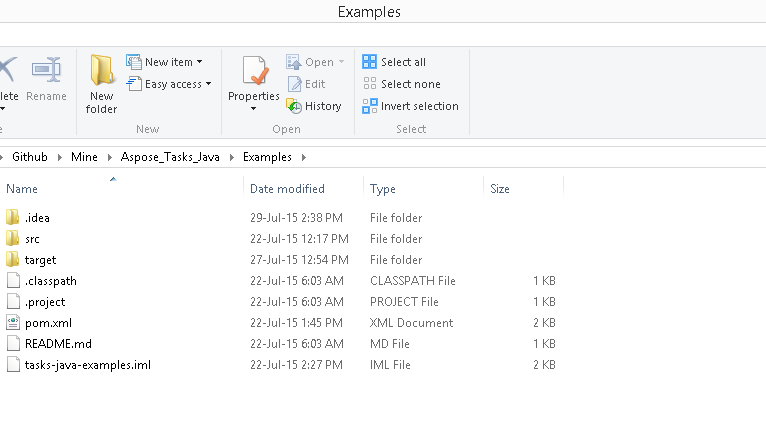 Examples
New item
Easy access
Open
Edit
History
Select all
Select none
Invert selection
lete
Rename
New
folder
Properties
New
Open
Select
Github Mine Aspose_Tasks_Java Examples
Name Date modified Type Size
.idea 29-Jul-15 2:38 PM File folder
src 22-Jul-15 12:17 PM File folder
target 27-Jul-15 12:54 PM File folder
.classpath 22-Jul-15 6:03 AM CLASSPATH File 1 KB
.project 22-Jul-15 6:03 AM PROJECT File 1 KB
pom.xml 22-Jul-15 1:45 PM XML Document 2 KB
README.md 22-Jul-15 6:03 AM MD File 1 KB
tasks-java-examples.iml 22-Jul-15 2:27 PM IML File 2 KB